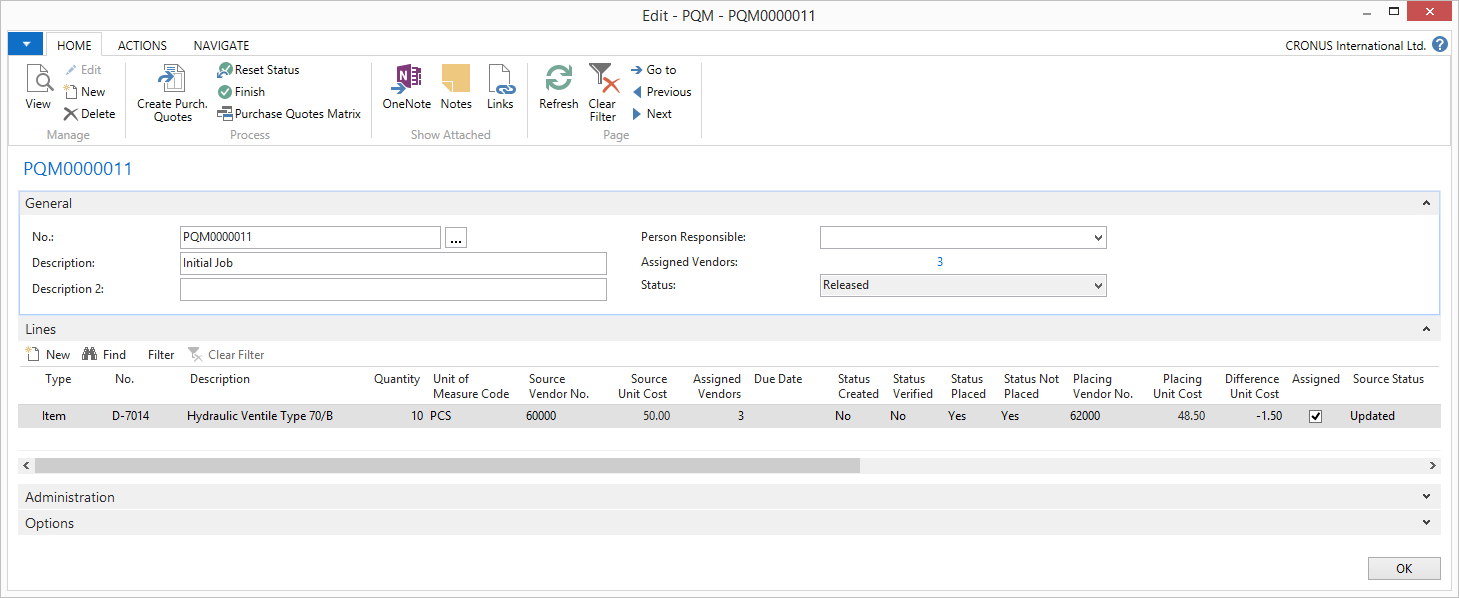 Edit - PQM - PQM0000011
HOME ACTIONS NAVIGATE CRONUS International Ltd. ?
View
Edit
New
Delete
Manage
Create Purch. Quotes
Reset Status
Finish
Purchase Quotes Matrix
Process
OneNote
Notes
Links
Show Attached
Refresh
Clear Filter
Go to
Previous
Next
Page
PQM0000011
General
No.: PQM0000011 ...
Description: Initial Job
Description 2:
Person Responsible:
Assigned Vendors: 3
Status: Released
Lines
New Find Filter Clear Filter
Type No. Description Quantity Unit of Measure Code Source Vendor No. Source Unit Cost Assigned Vendors Due Date Status Created Status Verified Status Placed Status Not Placed Placing Vendor No. Placing Unit Cost Difference Unit Cost Assigned Source Status
Item D-7014 Hydraulic Ventile Type 70/B 10 PCS 60000 50.00 3 No No Yes Yes 62000 48.50 -1.50 Updated
Administration
Options
OK